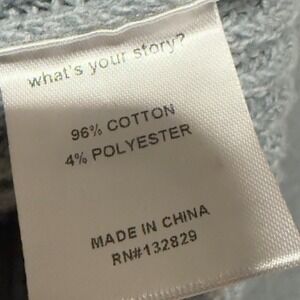 what's your story?
96% COTTON
4% POLYESTER
MADE IN CHINA
RN#132829